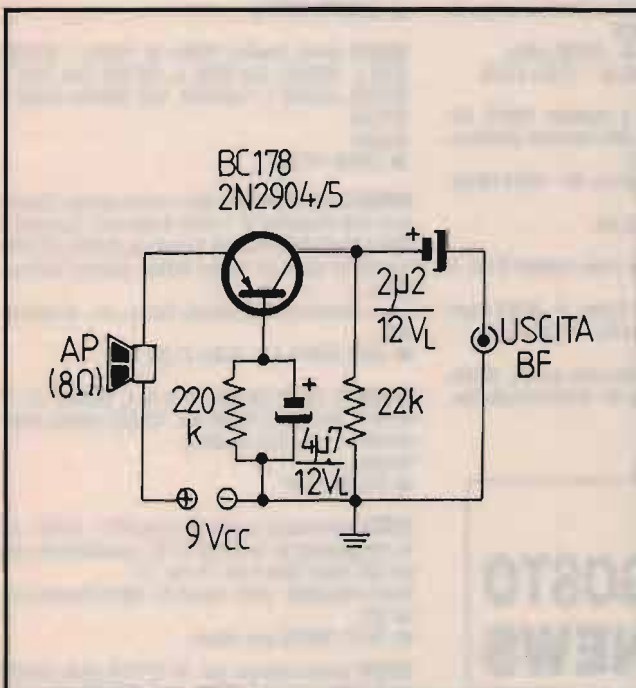 BC178
2N2904/5
+
2µ2
12VL
AP
(8Ω)
USCITA
BF
220
k
+
4µ7
12VL
22k
⊕ ⊖
9Vcc